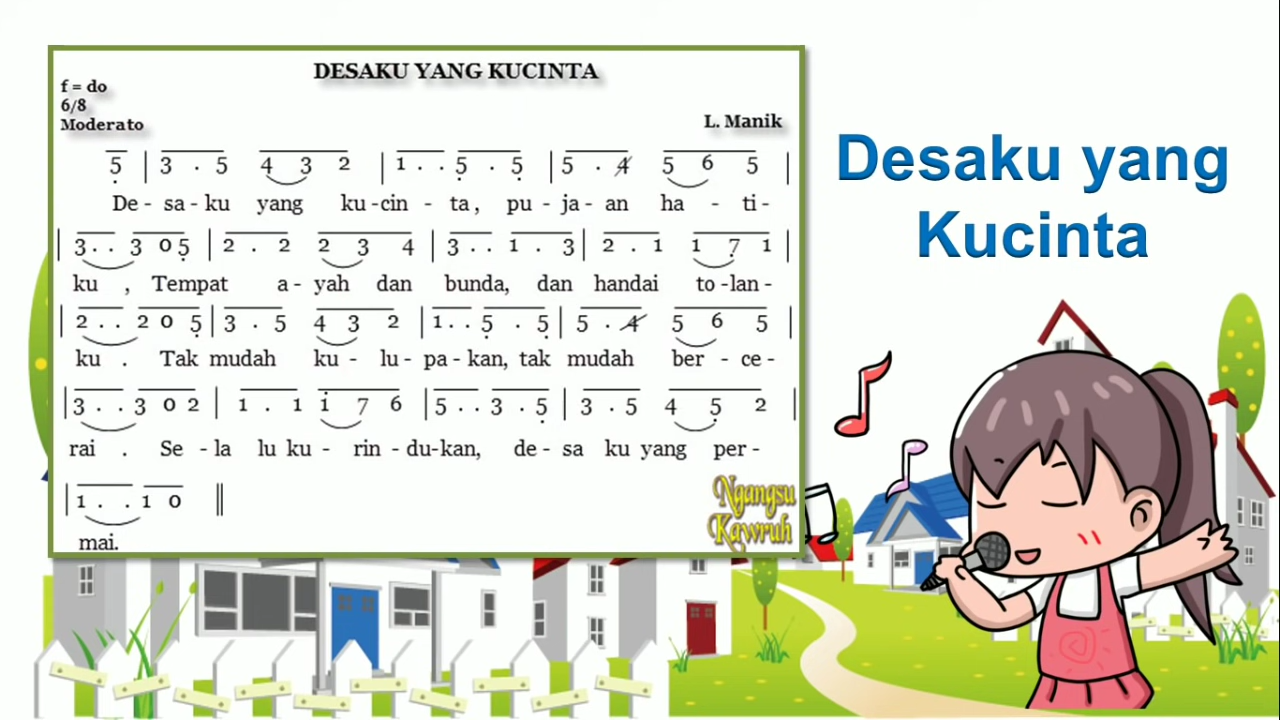 DESAKU YANG KUCINTA
f = do
6/8
Moderato
L. Manik
5̣ | 3 . 5 4 3 2 | 1 . . 5̣ . 5̣ | 5 . 4̸ 5 6 5 |
De - sa - ku yang ku - cin - ta, pu - ja - an ha - ti -
| 3 . . 3 0 5̣ | 2 . 2 2 3 4 | 3 . . 1 . 3 | 2 . 1 1 7̣ 1 |
ku , Tempat a - yah dan bunda, dan handai to - lan -
| 2 . . 2 0 5̣ | 3 . 5 4 3 2 | 1 . . 5̣ . 5̣ | 5 . 4̸ 5 6 5 |
ku . Tak mudah ku - lu - pa - kan, tak mudah ber - ce -
| 3 . . 3 0 2 | 1 . 1 i 7 6 | 5 . . 3 . 5̣ | 3 . 5 4 5̣ 2 |
rai . Se - la lu ku - rin - du-kan, de - sa ku yang per -
| 1 . . 1 0 ||
mai.
Ngangsu
Kawruh
Desaku yang
Kucinta